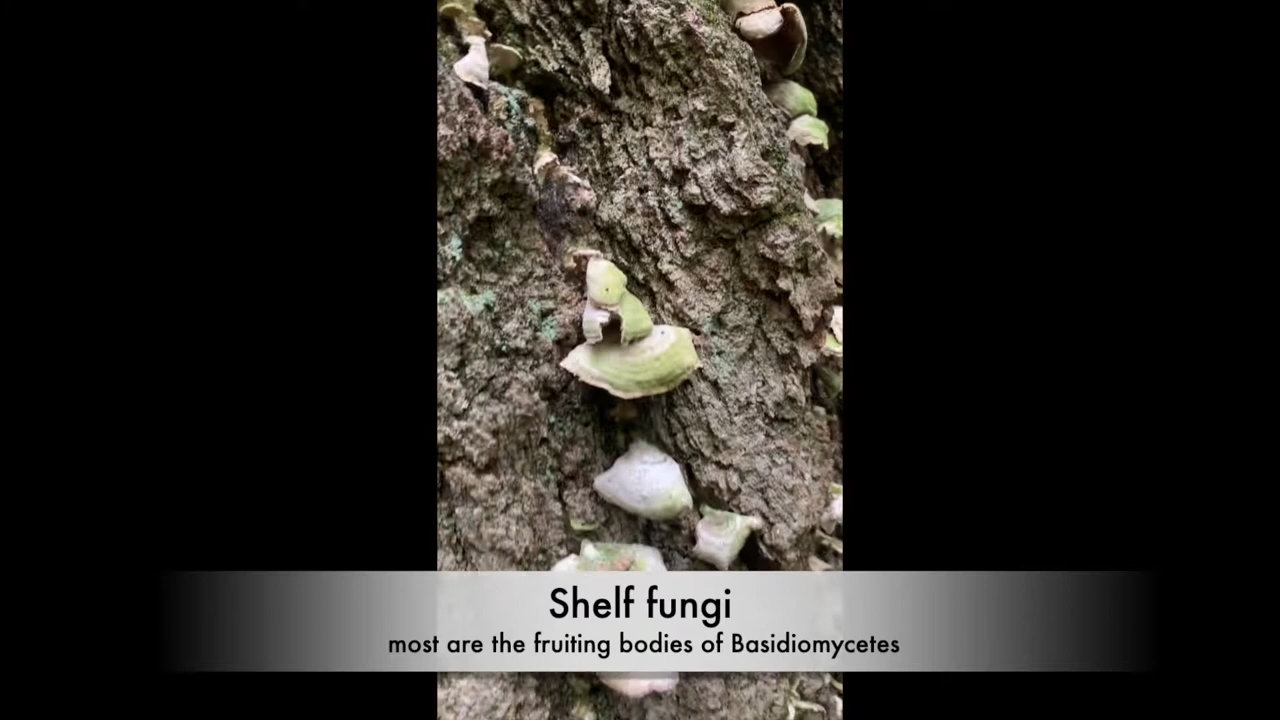 Shelf fungi
most are the fruiting bodies of Basidiomycetes